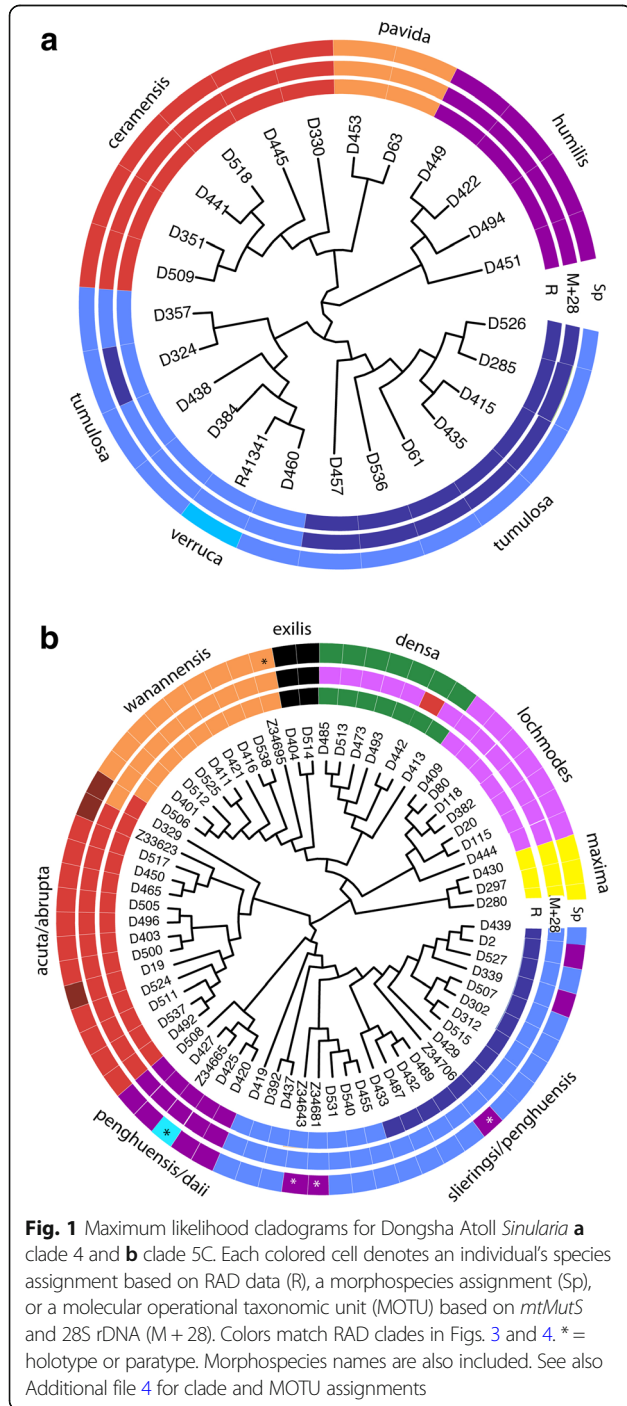 a
pavida
ceramensis
humilis
D330
D453
D63
D445
D449
D518
D422
D441
D494
D351
D451
D509
R
M+28
Sp
D357
D526
D324
D285
D438
D415
D384
D435
R41341
D460
D457
D536
D61
tumulosa
verruca
tumulosa
b
exilis
densa
wanannensis
*
lochmodes
maxima
acuta/abrupta
R
M+28
Sp
D485
D513
D473
D493
D442
D413
D409
D80
D118
D382
D20
D115
D444
D430
D297
D280
D439
D2
D527
D339
D507
D302
D312
D515
D429
Z34706
D489
D432
D487
D433
D455
D540
D531
Z34681
Z34643
D437
D392
D419
D420
D425
Z34665
D427
D508
D492
D537
D511
D524
D19
D500
D403
D496
D505
D465
D450
D517
Z33623
D329
D506
D401
D512
D525
D411
D421
D416
D538
Z34695
D404
D514
penghuensis/daii
*
*
*
*
slieringsi/penghuensis
Fig. 1 Maximum likelihood cladograms for Dongsha Atoll Sinularia a
clade 4 and b clade 5C. Each colored cell denotes an individual's species
assignment based on RAD data (R), a morphospecies assignment (Sp),
or a molecular operational taxonomic unit (MOTU) based on mtMutS
and 28S rDNA (M + 28). Colors match RAD clades in Figs. 3 and 4. * =
holotype or paratype. Morphospecies names are also included. See also
Additional file 4 for clade and MOTU assignments